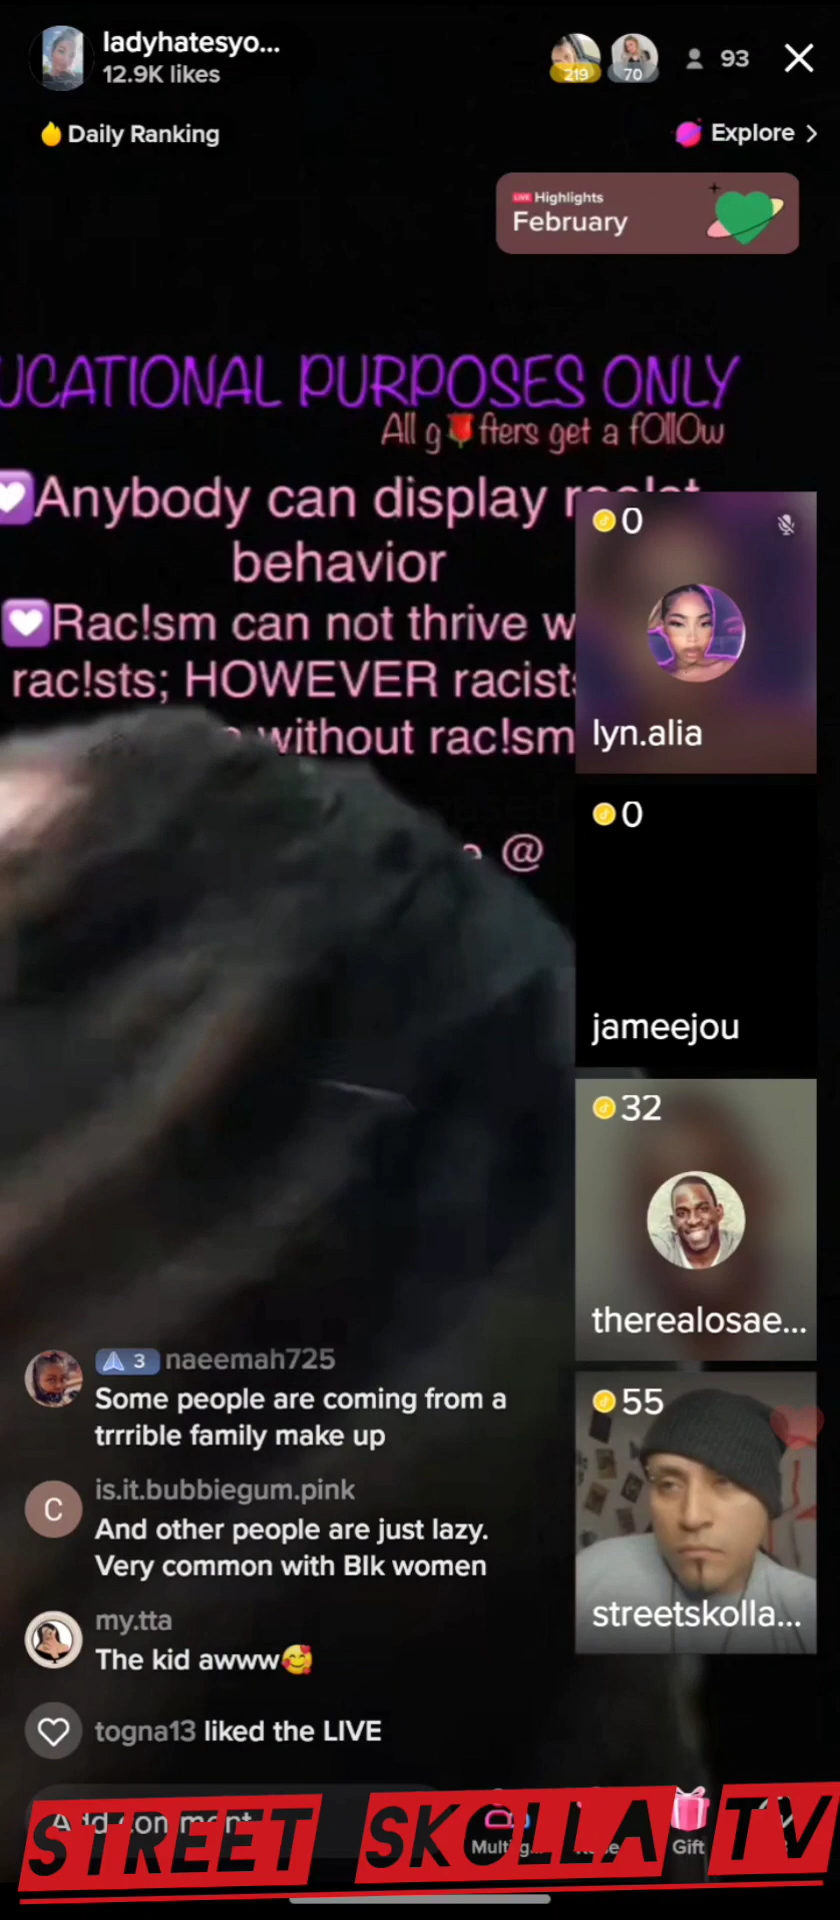 ladyhatesyo...
12.9K likes
219
70
93
Daily Ranking
Explore >
LIVE Highlights
February
UCATIONAL PURPOSES ONLY
All g🌹fters get a fOllOw
Anybody can display
behavior
Rac!sm can not thrive w
rac!sts; HOWEVER racists
without rac!sm
@
0
lyn.alia
0
jameejou
32
therealosae...
55
streetskolla...
3 naeemah725
Some people are coming from a
trrrible family make up
C
is.it.bubbiegum.pink
And other people are just lazy.
Very common with Blk women
my.tta
The kid awww🥰
togna13 liked the LIVE
Add comment
Gift
STREET SKOLLA TV